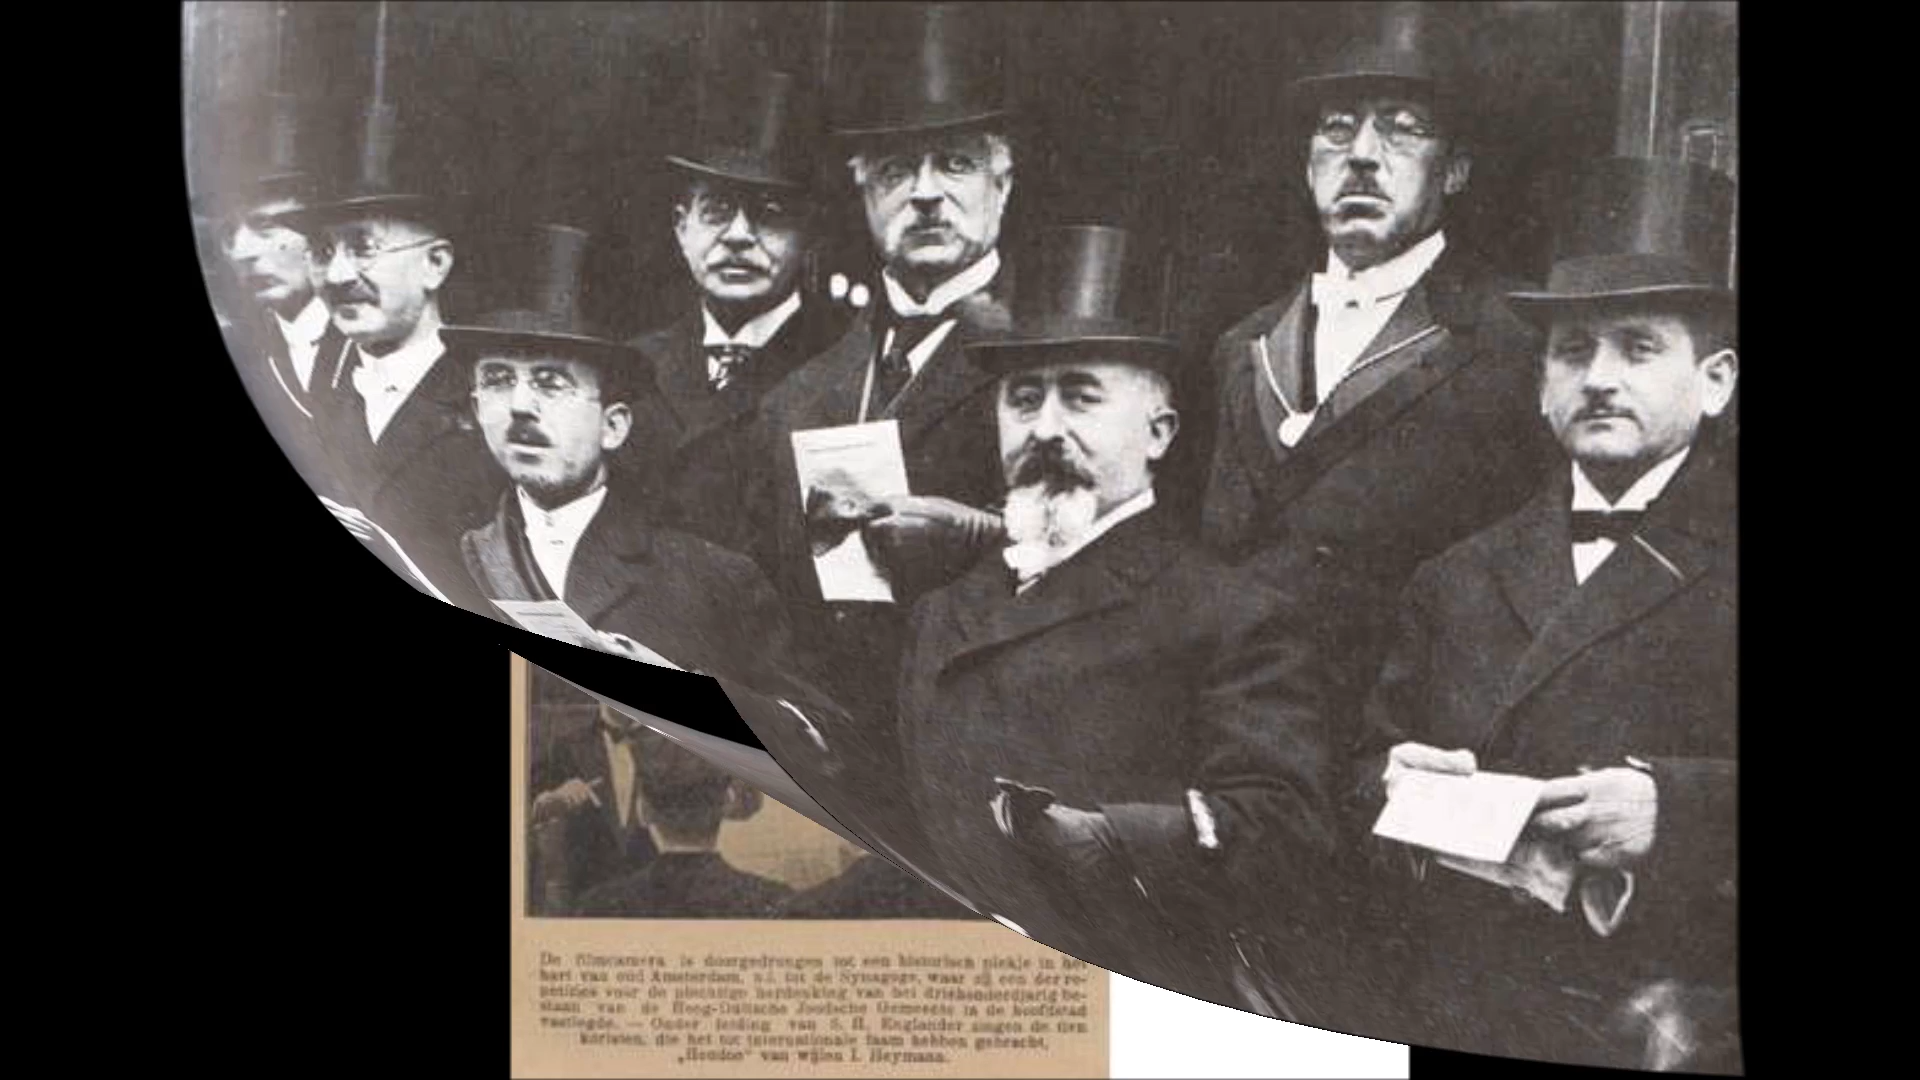 De filmcamera is doorgedrongen tot een historisch plekje in het
hart van oud Amsterdam, n.l. tot de Synagoge, waar zij een der re-
petities voor de plechtige herdenking van het driehonderdjarig be-
staan van de Hoog-Duitsche Joodsche Gemeente in de hoofdstad
vastlegde. — Onder leiding van S. H. Englander zingen de tien
koristen, die het tot internationale faam hebben gebracht,
„Hendoe" van wijlen I. Heymann.